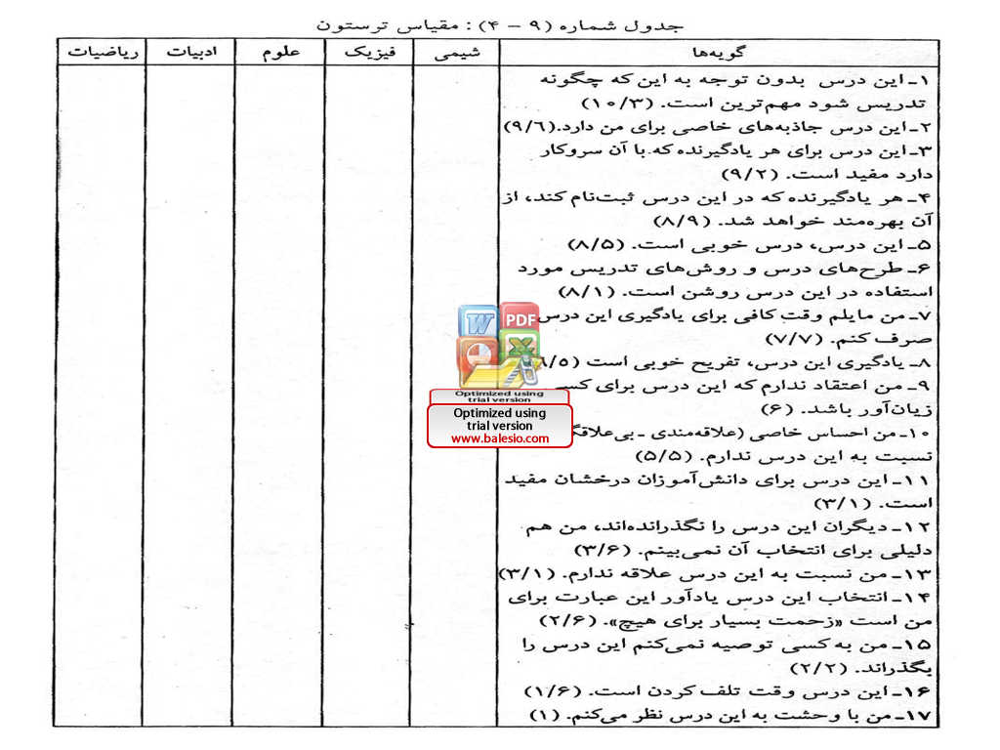 جدول شماره (۹ – ۴) : مقیاس ترستون
گویه‌ها شیمی فیزیک علوم ادبیات ریاضیات
۱ـ این درس بدون توجه به این که چگونه
تدریس شود مهم‌ترین است. (۱۰/۳)
۲ـ این درس جاذبه‌های خاصی برای من دارد.(۹/۶)
۳ـ این درس برای هر یادگیرنده که با آن سروکار
دارد مفید است. (۹/۲)
۴ـ هر یادگیرنده که در این درس ثبت‌نام کند، از
آن بهره‌مند خواهد شد. (۸/۹)
۵ـ این درس، درس خوبی است. (۸/۵)
۶ـ طرح‌های درس و روش‌های تدریس مورد
استفاده در این درس روشن است. (۸/۱)
۷ـ من مایلم وقت کافی برای یادگیری این درس
صرف کنم. (۷/۷)
۸ـ یادگیری این درس، تفریح خوبی است
۹ـ من اعتقاد ندارم که این درس برای کسی
زیان‌آور باشد. (۶)
۱۰ـ من احساس خاصی (علاقه‌مندی ـ
نسبت به این درس ندارم. (۵/۵)
۱۱ـ این درس برای دانش‌آموزان درخشان مفید
است. (۳/۱)
۱۲ـ دیگران این درس را نگذرانده‌اند، من هم
دلیلی برای انتخاب آن نمی‌بینم. (۳/۶)
۱۳ـ من نسبت به این درس علاقه ندارم. (۳/۱)
۱۴ـ انتخاب این درس یادآور این عبارت برای
من است «زحمت بسیار برای هیچ». (۲/۶)
۱۵ـ من به کسی توصیه نمی‌کنم این درس را
بگذراند. (۲/۲)
۱۶ـ این درس وقت تلف کردن است. (۱/۶)
۱۷ـ من با وحشت به این درس نظر می‌کنم. (۱)
W PDF
X
Optimized using
trial version
Optimized using
trial version
www.balesio.com